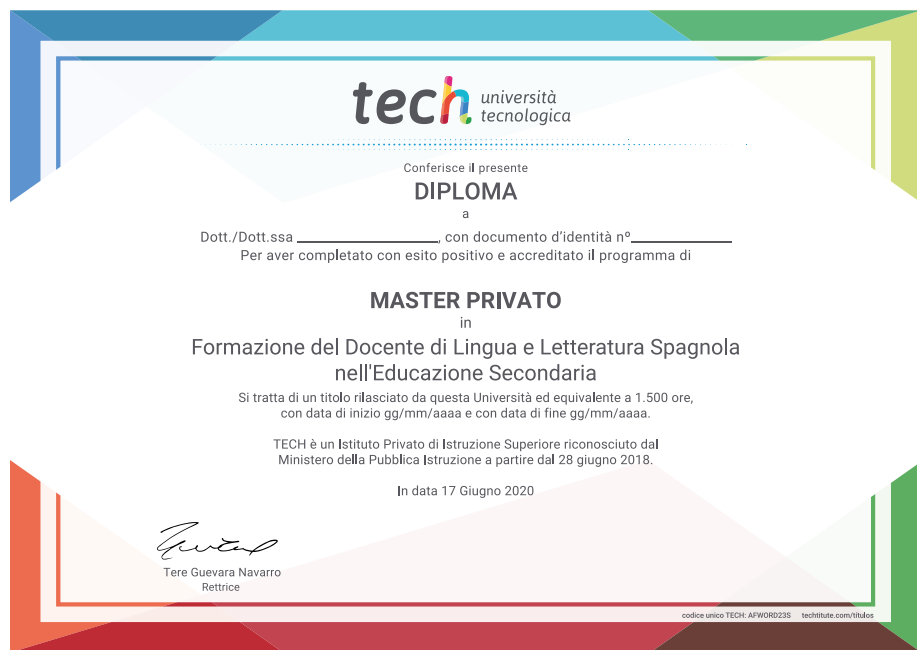 tech università
tecnologica
Conferisce il presente
DIPLOMA
a
Dott./Dott.ssa ________________, con documento d'identità nº____________
Per aver completato con esito positivo e accreditato il programma di
MASTER PRIVATO
in
Formazione del Docente di Lingua e Letteratura Spagnola
nell'Educazione Secondaria
Si tratta di un titolo rilasciato da questa Università ed equivalente a 1.500 ore,
con data di inizio gg/mm/aaaa e con data di fine gg/mm/aaaa.
TECH è un Istituto Privato di Istruzione Superiore riconosciuto dal
Ministero della Pubblica Istruzione a partire dal 28 giugno 2018.
In data 17 Giugno 2020
Tere Guevara Navarro
Rettrice
codice unico TECH: AFWORD23S techtitute.com/titulos